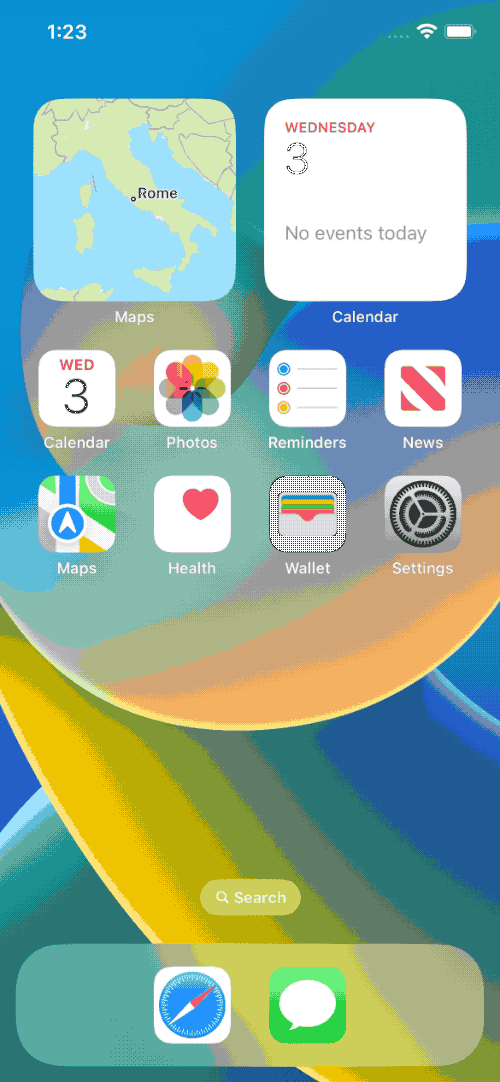 1:23
Rome
WEDNESDAY
3
No events today
Maps
Calendar
WED
3
Calendar
Photos
Reminders
News
Maps
Health
Wallet
Settings
Search